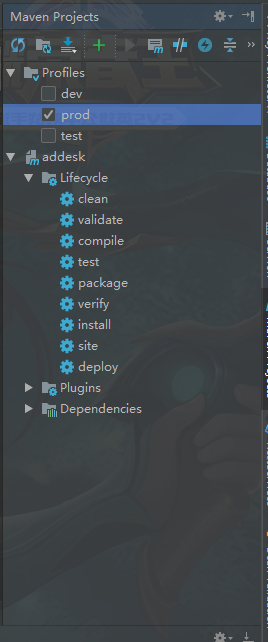 Maven Projects
Profiles
dev
prod
test
addesk
Lifecycle
clean
validate
compile
test
package
verify
install
site
deploy
Plugins
Dependencies